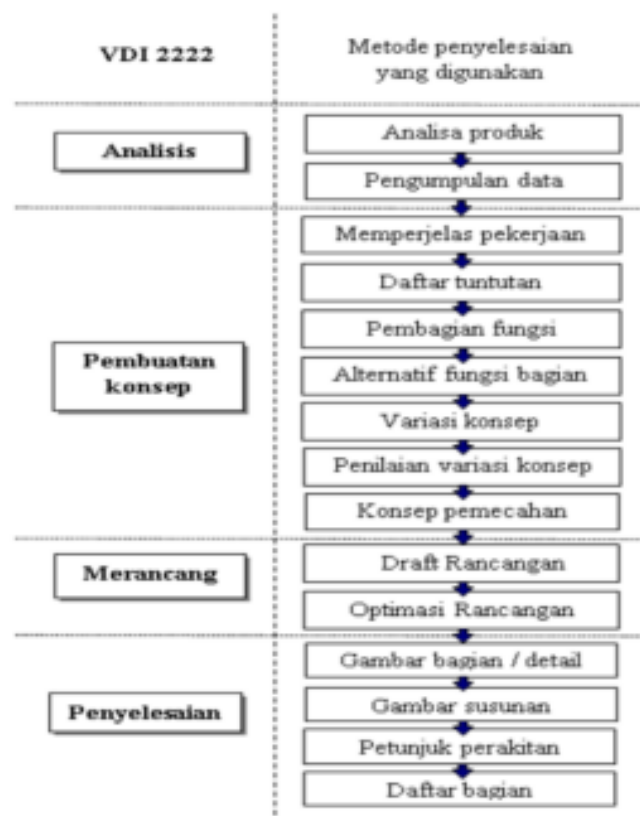 VDI 2222
Metode penyelesaian
yang digunakan
Analisis
Analisa produk
Pengumpulan data
Pembuatan
konsep
Memperjelas pekerjaan
Daftar tuntutan
Pembagian fungsi
Alternatif fungsi bagian
Variasi konsep
Penilaian variasi konsep
Konsep pemecahan
Merancang
Draft Rancangan
Optimasi Rancangan
Penyelesaian
Gambar bagian / detail
Gambar susunan
Petunjuk perakitan
Daftar bagian